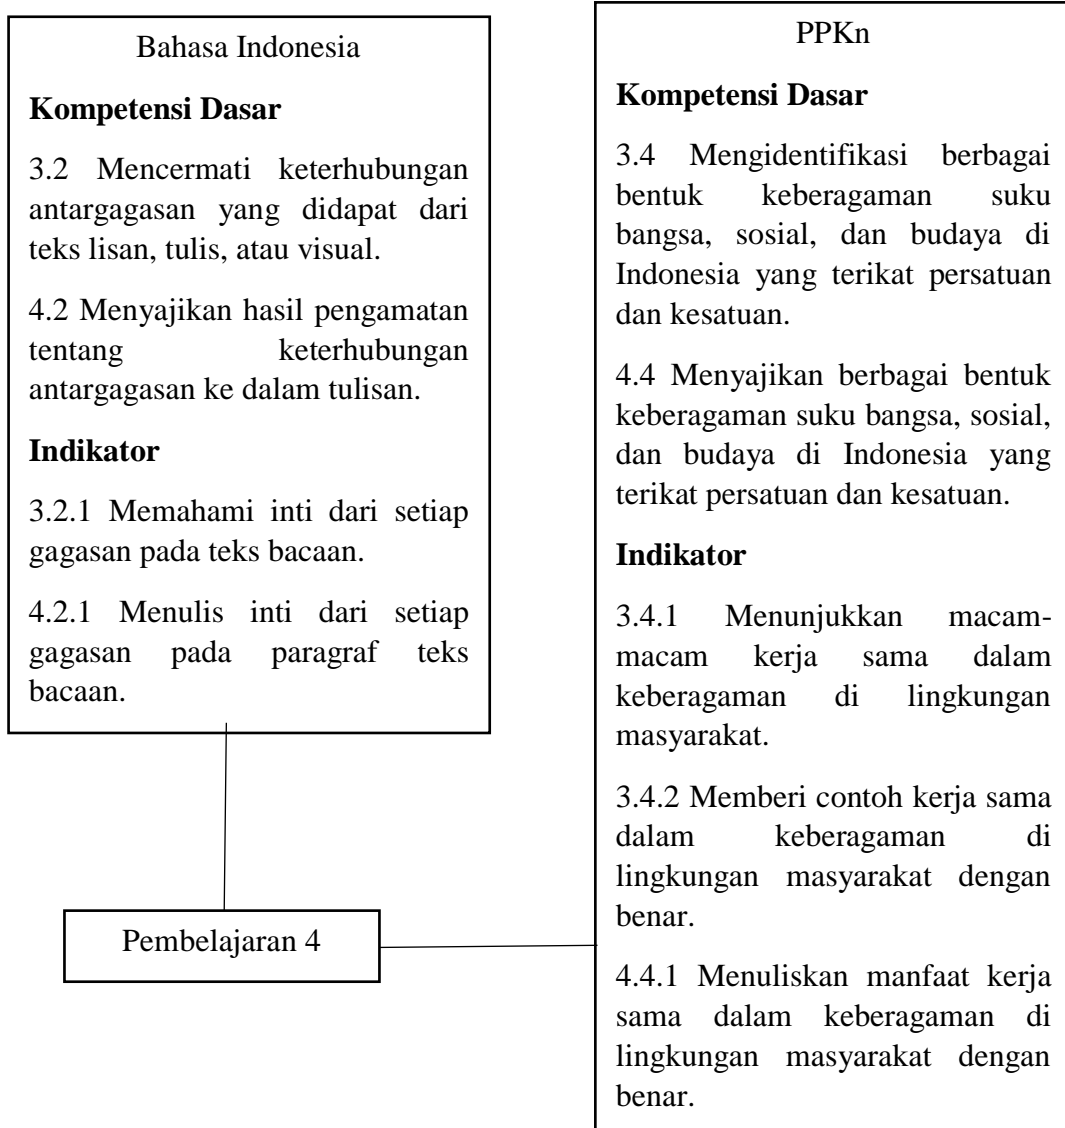 Bahasa Indonesia
Kompetensi Dasar
3.2 Mencermati keterhubungan
antargagasan yang didapat dari
teks lisan, tulis, atau visual.
4.2 Menyajikan hasil pengamatan
tentang keterhubungan
antargagasan ke dalam tulisan.
Indikator
3.2.1 Memahami inti dari setiap
gagasan pada teks bacaan.
4.2.1 Menulis inti dari setiap
gagasan pada paragraf teks
bacaan.
Pembelajaran 4
PPKn
Kompetensi Dasar
3.4 Mengidentifikasi berbagai
bentuk keberagaman suku
bangsa, sosial, dan budaya di
Indonesia yang terikat persatuan
dan kesatuan.
4.4 Menyajikan berbagai bentuk
keberagaman suku bangsa, sosial,
dan budaya di Indonesia yang
terikat persatuan dan kesatuan.
Indikator
3.4.1 Menunjukkan macam-
macam kerja sama dalam
keberagaman di lingkungan
masyarakat.
3.4.2 Memberi contoh kerja sama
dalam keberagaman di
lingkungan masyarakat dengan
benar.
4.4.1 Menuliskan manfaat kerja
sama dalam keberagaman di
lingkungan masyarakat dengan
benar.